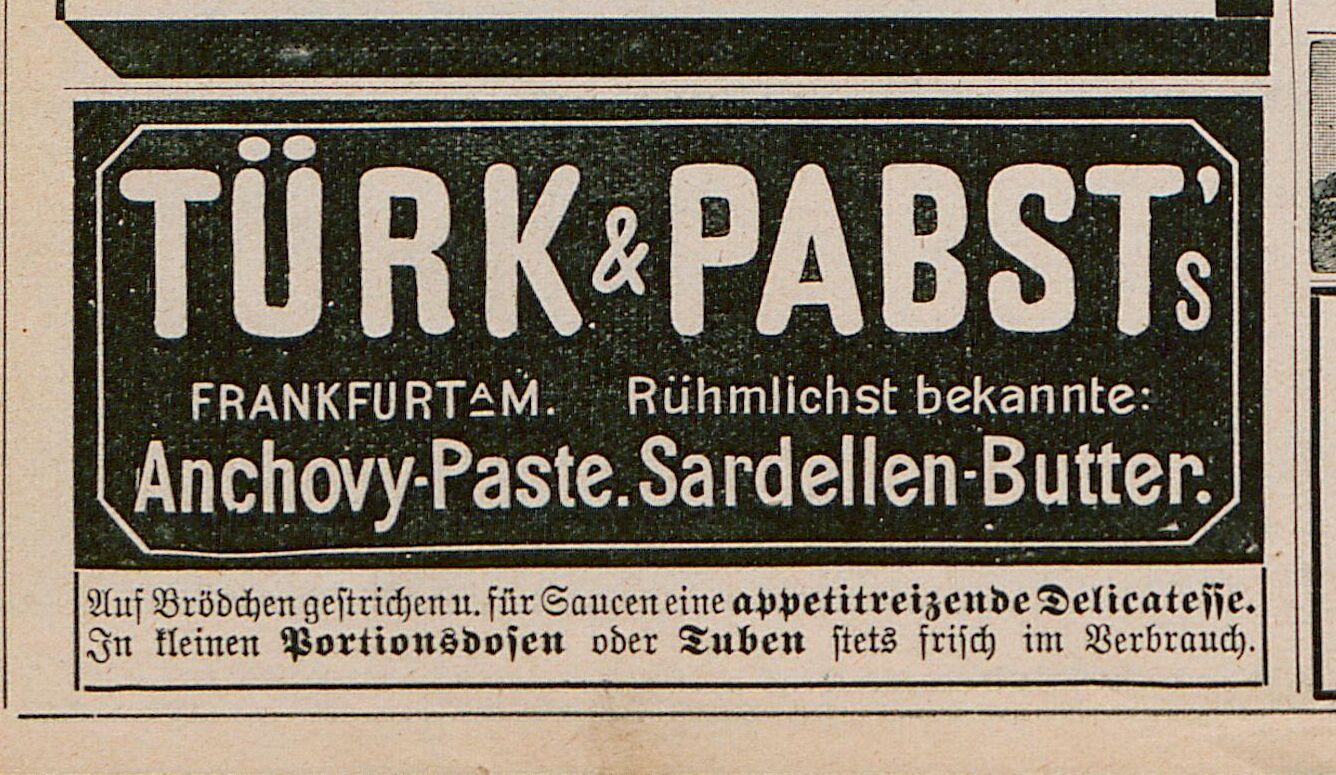 TÜRK & PABST's
FRANKFURT A M. Rühmlichst bekannte:
Anchovy-Paste. Sardellen-Butter.
Auf Brödchen gestrichen u. für Saucen eine appetitreizende Delicatesse.
In kleinen Portionsdosen oder Tuben stets frisch im Verbrauch.